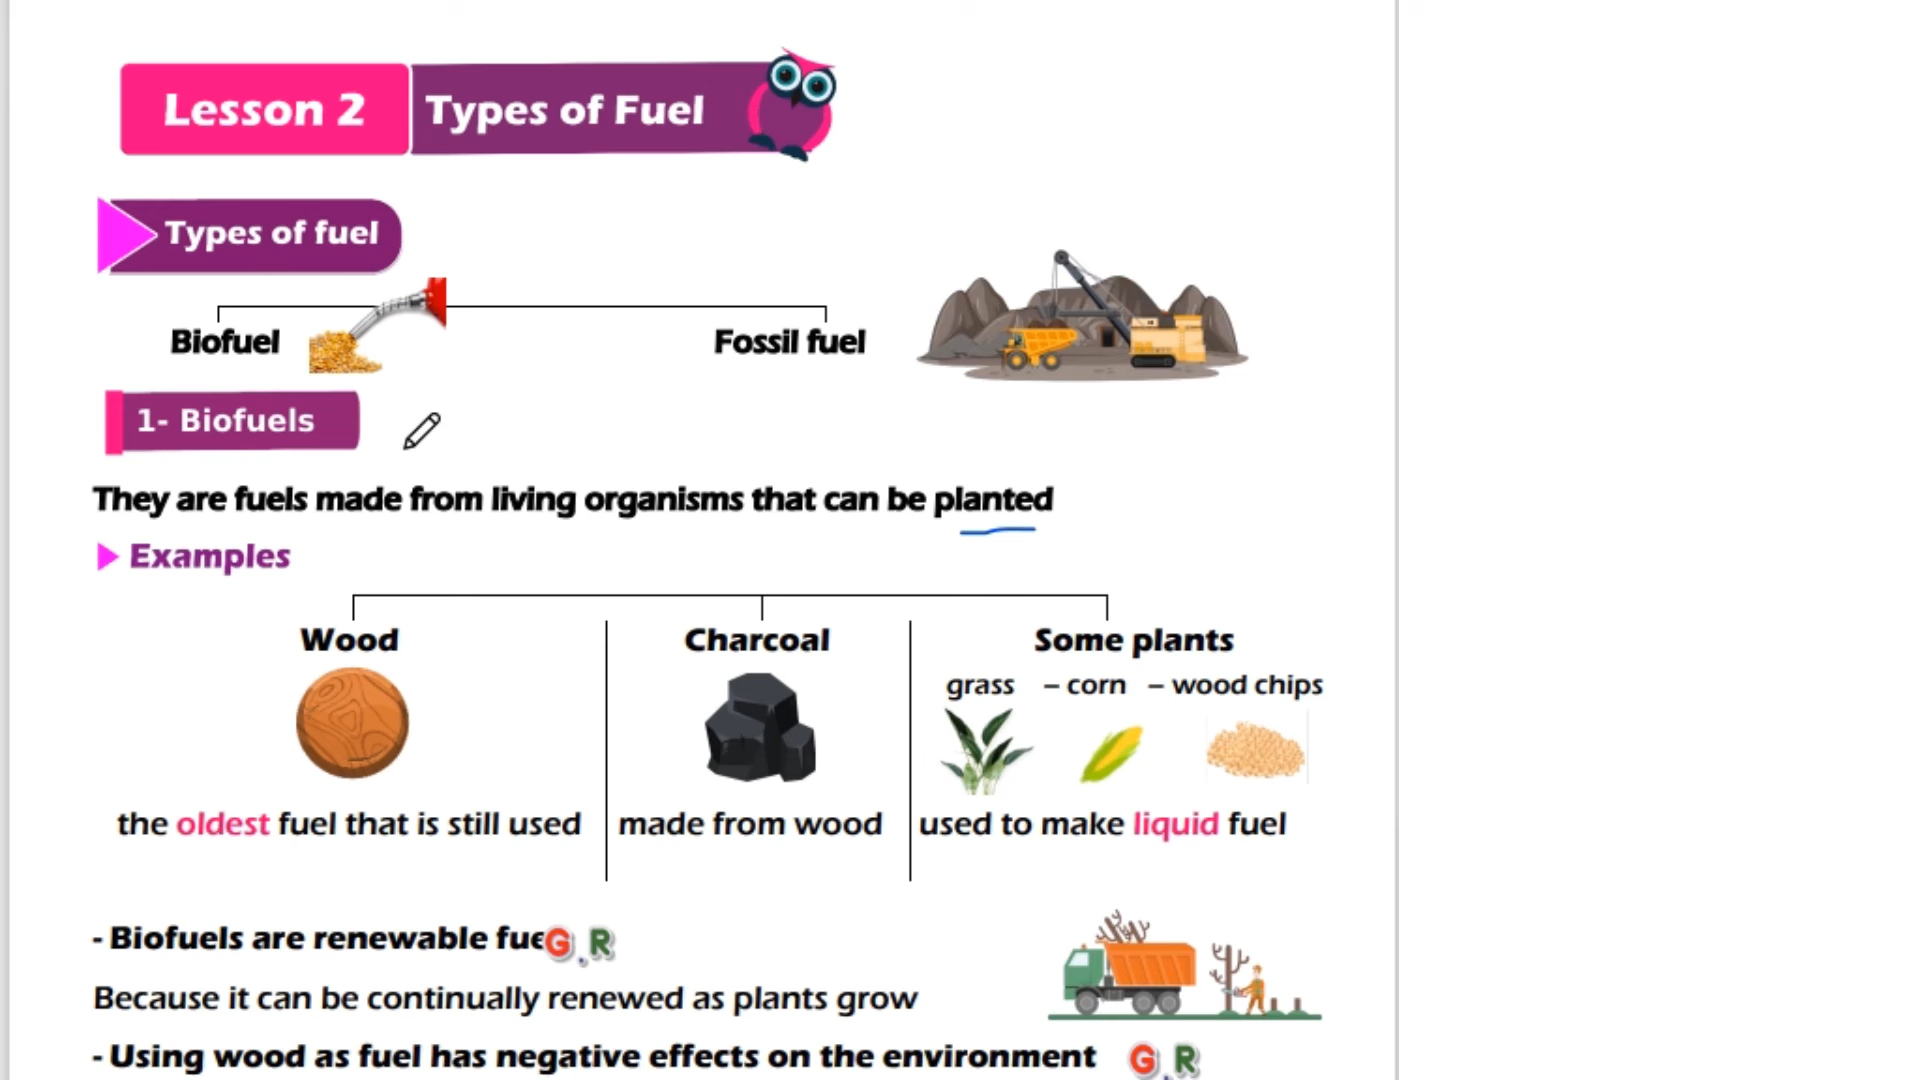 Lesson 2 Types of Fuel
Types of fuel
Biofuel Fossil fuel
1- Biofuels
They are fuels made from living organisms that can be planted
Examples
Wood Charcoal Some plants
grass – corn – wood chips
the oldest fuel that is still used made from wood used to make liquid fuel
- Biofuels are renewable fue G.R
Because it can be continually renewed as plants grow
- Using wood as fuel has negative effects on the environment G.R